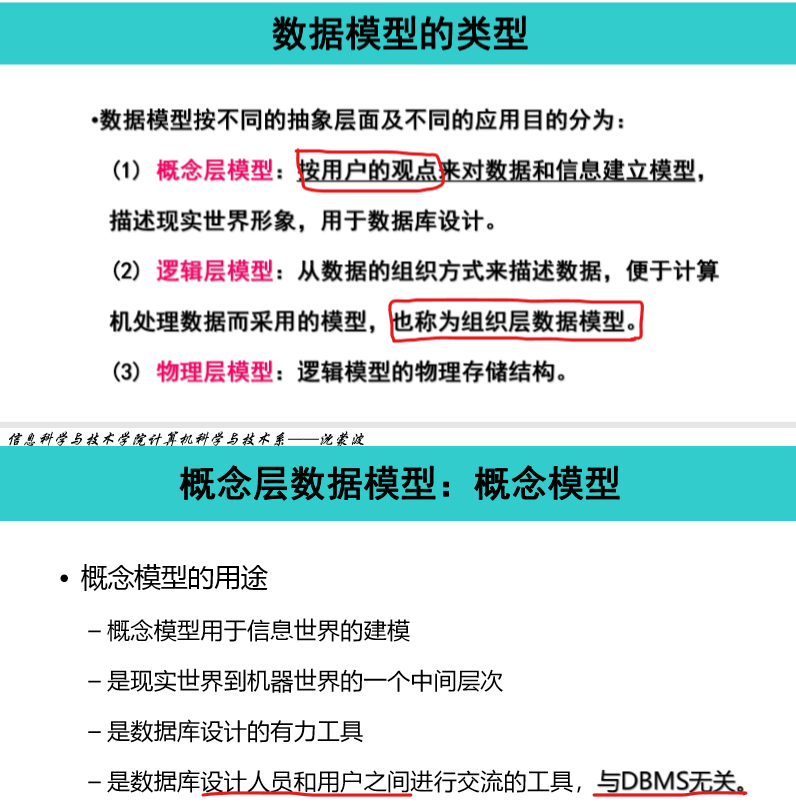 数据模型的类型
•数据模型按不同的抽象层面及不同的应用目的分为：
（1）概念层模型：按用户的观点来对数据和信息建立模型，
描述现实世界形象，用于数据库设计。
（2）逻辑层模型：从数据的组织方式来描述数据，便于计算
机处理数据而采用的模型，也称为组织层数据模型。
（3）物理层模型：逻辑模型的物理存储结构。
信息科学与技术学院计算机科学与技术系——沈蒙波
概念层数据模型：概念模型
• 概念模型的用途
– 概念模型用于信息世界的建模
– 是现实世界到机器世界的一个中间层次
– 是数据库设计的有力工具
– 是数据库设计人员和用户之间进行交流的工具，与DBMS无关。